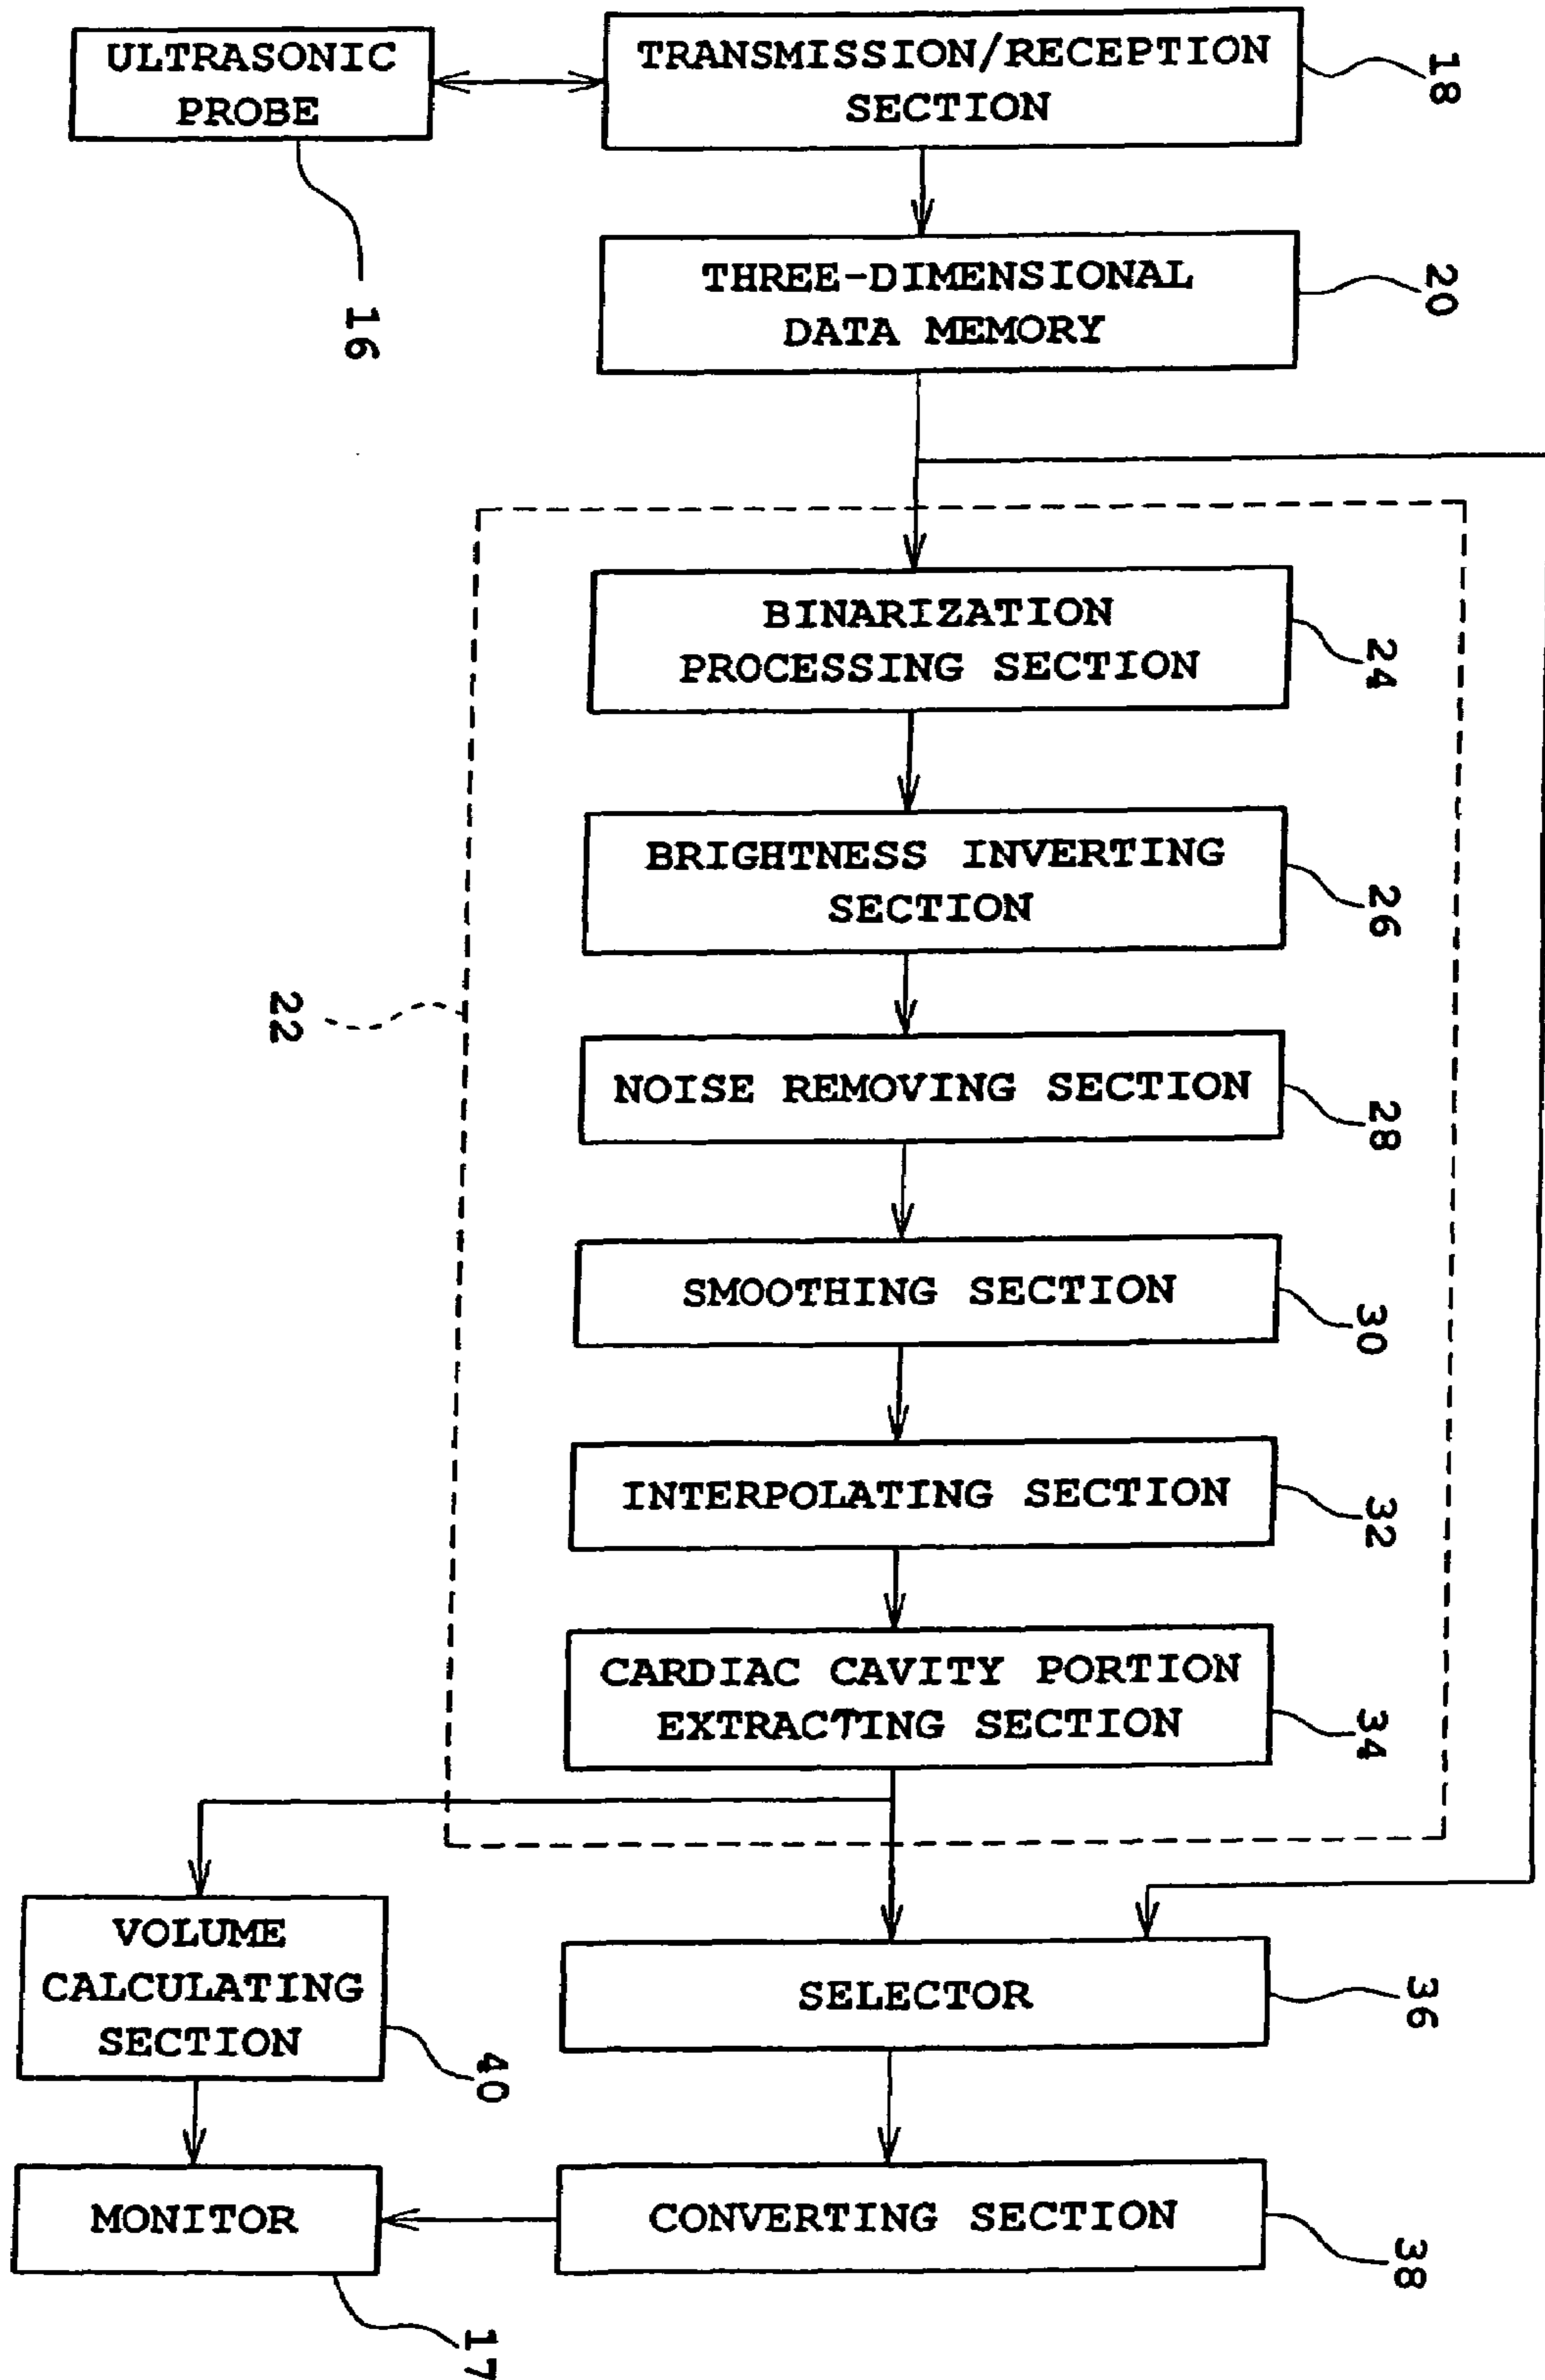 ULTRASONIC
PROBE
16
TRANSMISSION/RECEPTION
SECTION
18
THREE-DIMENSIONAL
DATA MEMORY
20
22
BINARIZATION
PROCESSING SECTION
24
BRIGHTNESS INVERTING
SECTION
26
NOISE REMOVING SECTION
28
SMOOTHING SECTION
30
INTERPOLATING SECTION
32
CARDIAC CAVITY PORTION
EXTRACTING SECTION
34
VOLUME
CALCULATING
SECTION
40
SELECTOR
36
MONITOR
17
CONVERTING SECTION
38